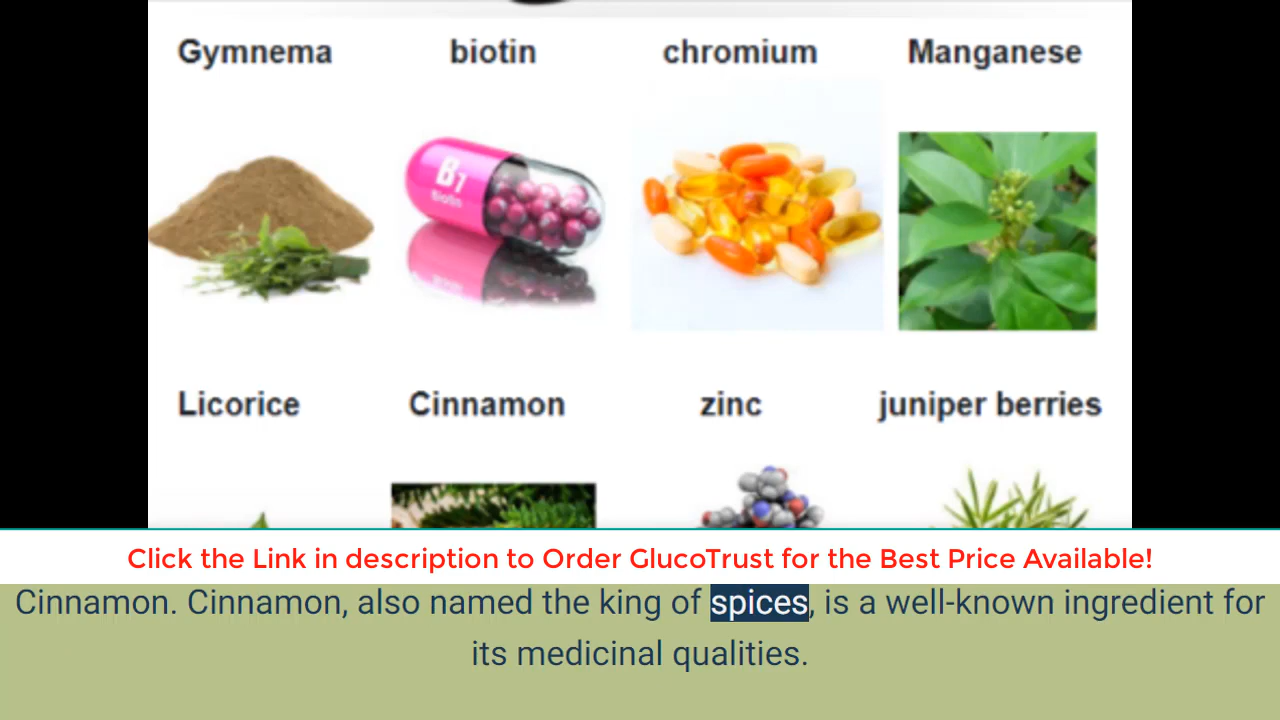 Gymnema biotin chromium Manganese
B7
Biotin
Licorice Cinnamon zinc juniper berries
Click the Link in description to Order GlucoTrust for the Best Price Available!
Cinnamon. Cinnamon, also named the king of spices, is a well-known ingredient for
its medicinal qualities.